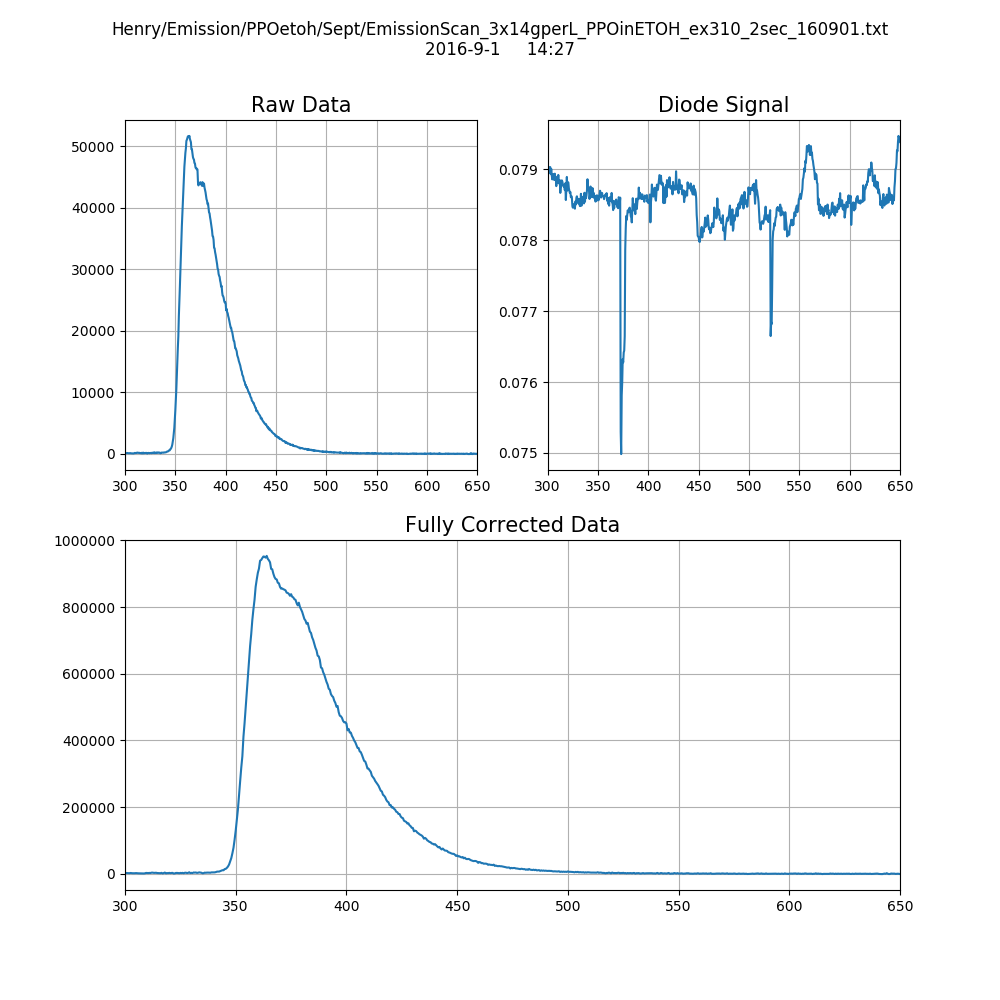 Henry/Emission/PPOetoh/Sept/EmissionScan_3x14gperL_PPOinETOH_ex310_2sec_160901.txt
2016-9-1 14:27
Raw Data
50000
40000
30000
20000
10000
0
300 350 400 450 500 550 600 650
Diode Signal
0.079
0.078
0.077
0.076
0.075
300 350 400 450 500 550 600 650
Fully Corrected Data
1000000
800000
600000
400000
200000
0
300 350 400 450 500 550 600 650